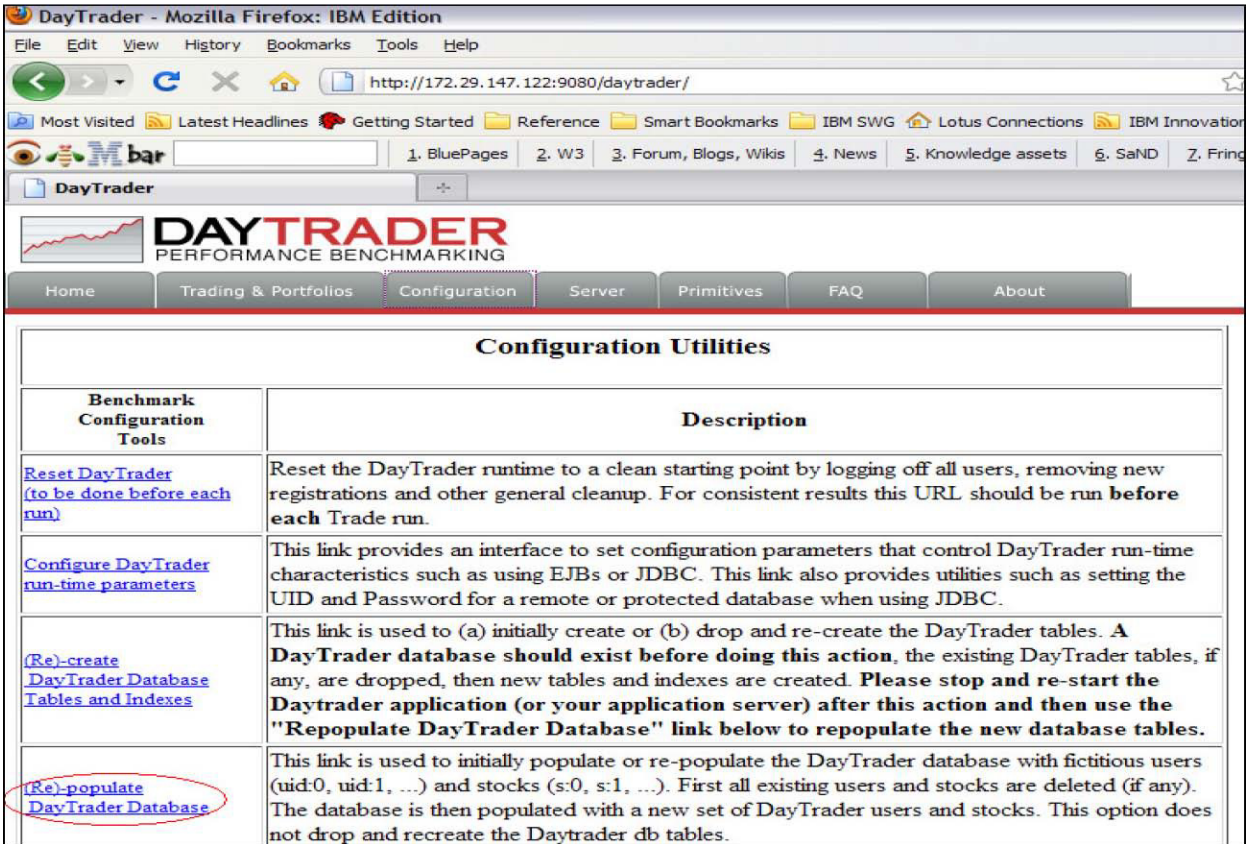 DayTrader - Mozilla Firefox: IBM Edition
File Edit View History Bookmarks Tools Help
http://172.29.147.122:9080/daytrader/
Most Visited Latest Headlines Getting Started Reference Smart Bookmarks IBM SWG Lotus Connections IBM Innovation
bar 1. BluePages 2. W3 3. Forum, Blogs, Wikis 4. News 5. Knowledge assets 6. SaND 7. Fring
DayTrader
DAYTRADER
PERFORMANCE BENCHMARKING
Home Trading & Portfolios Configuration Server Primitives FAQ About
Configuration Utilities
Benchmark
Configuration
Tools
Description
Reset DayTrader
(to be done before each
run)
Reset the DayTrader runtime to a clean starting point by logging off all users, removing new
registrations and other general cleanup. For consistent results this URL should be run before
each Trade run.
Configure DayTrader
run-time parameters
This link provides an interface to set configuration parameters that control DayTrader run-time
characteristics such as using EJBs or JDBC. This link also provides utilities such as setting the
UID and Password for a remote or protected database when using JDBC.
(Re)-create
DayTrader Database
Tables and Indexes
This link is used to (a) initially create or (b) drop and re-create the DayTrader tables. A
DayTrader database should exist before doing this action, the existing DayTrader tables, if
any, are dropped, then new tables and indexes are created. Please stop and re-start the
Daytrader application (or your application server) after this action and then use the
"Repopulate DayTrader Database" link below to repopulate the new database tables.
(Re)-populate
DayTrader Database
This link is used to initially populate or re-populate the DayTrader database with fictitious users
(uid:0, uid:1, ...) and stocks (s:0, s:1, ...). First all existing users and stocks are deleted (if any).
The database is then populated with a new set of DayTrader users and stocks. This option does
not drop and recreate the Daytrader db tables.